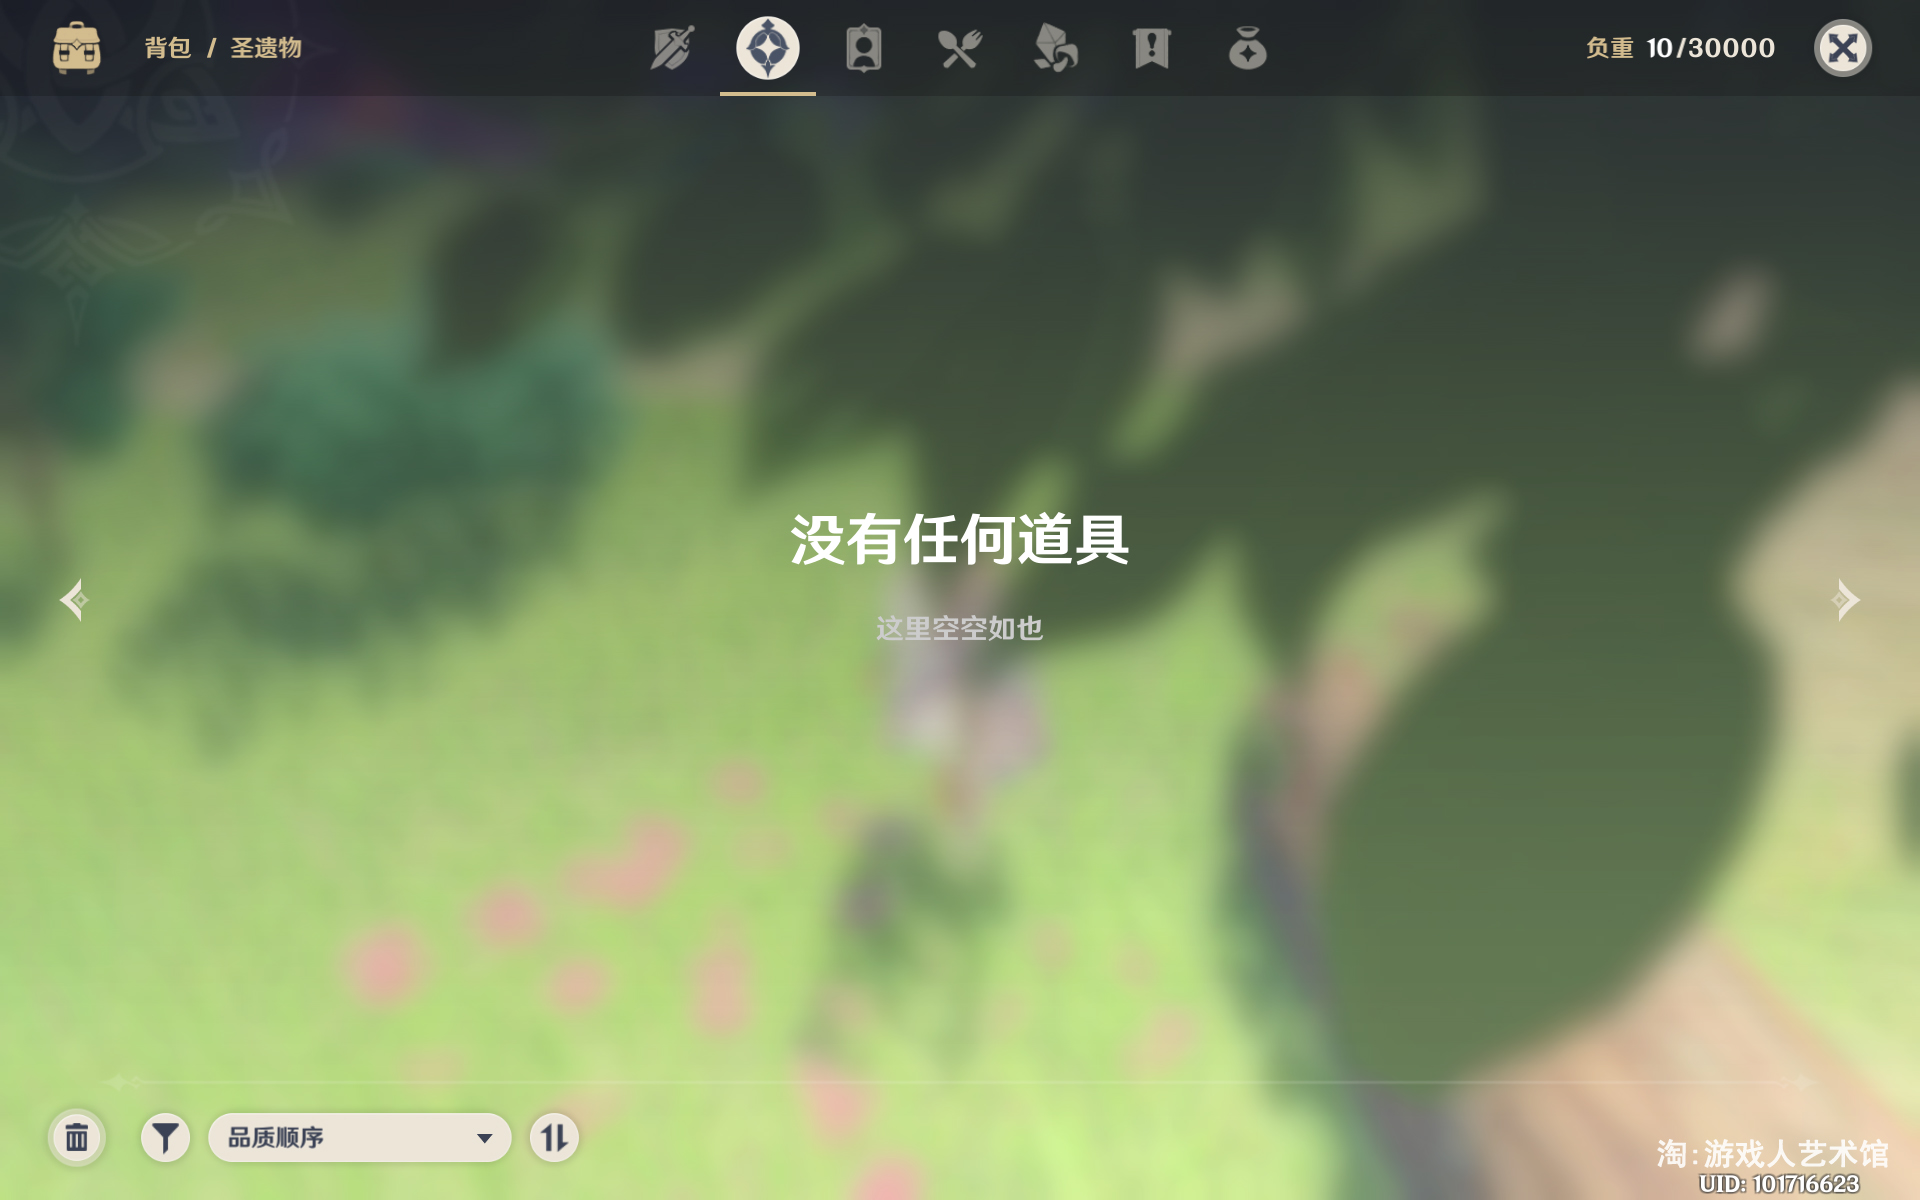 背包 / 圣遗物
负重 10/30000
没有任何道具
这里空空如也
品质顺序
淘:游戏人艺术馆
UID: 101716623